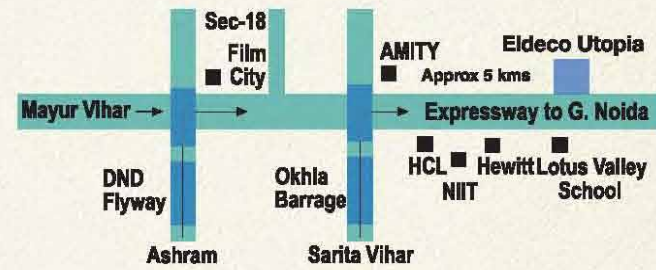 Sec-18
Film
City
AMITY
Eldeco Utopia
Approx 5 kms
Mayur Vihar
Expressway to G. Noida
DND
Flyway
Okhla
Barrage
HCL
NIIT
Hewitt
Lotus Valley
School
Ashram
Sarita Vihar